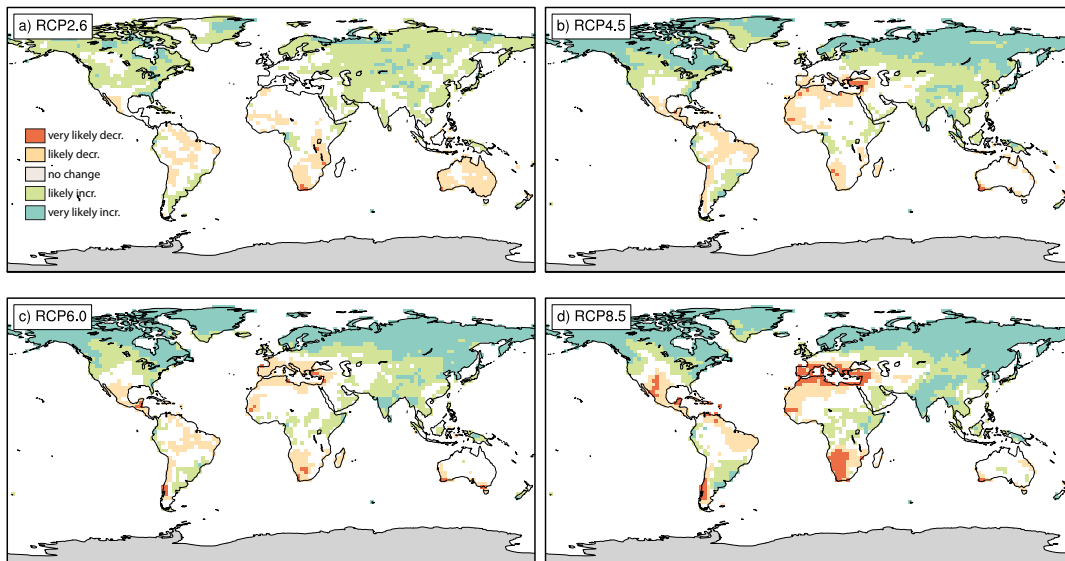 a) RCP2.6
b) RCP4.5
very likely decr.
likely decr.
no change
likely incr.
very likely incr.
c) RCP6.0
d) RCP8.5